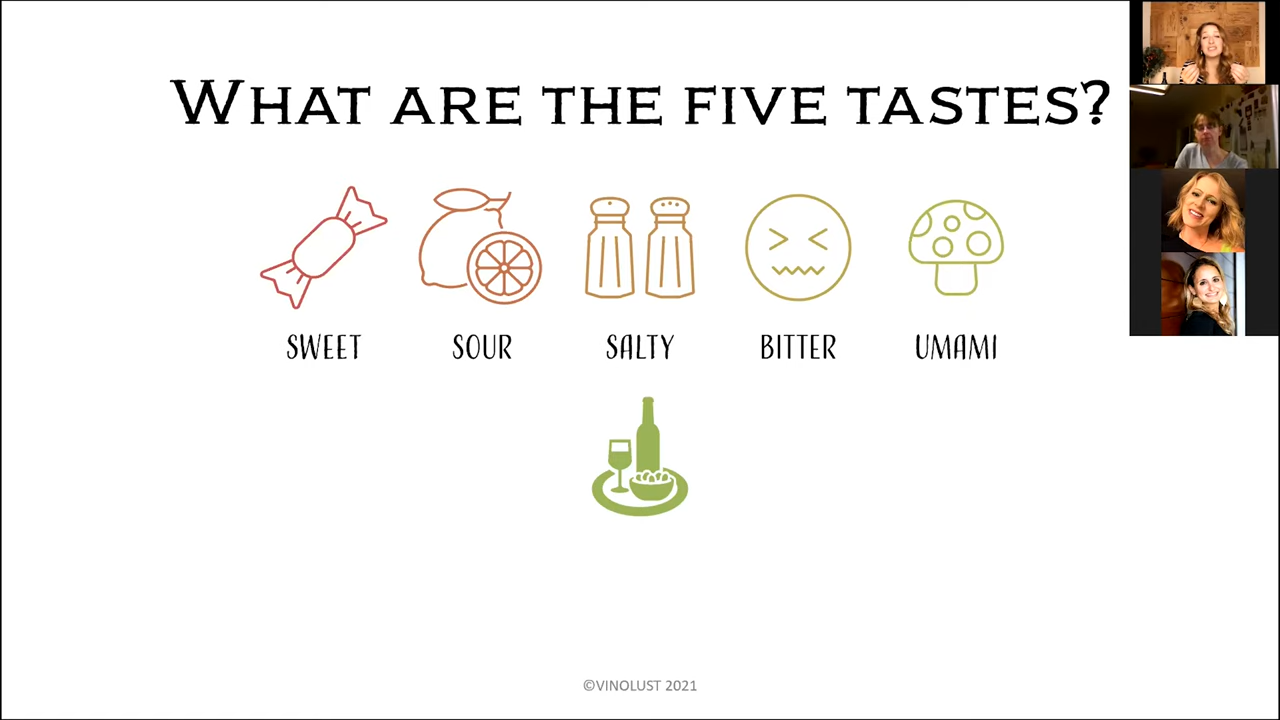 WHAT ARE THE FIVE TASTES?
SWEET SOUR SALTY BITTER UMAMI
©VINOLUST 2021